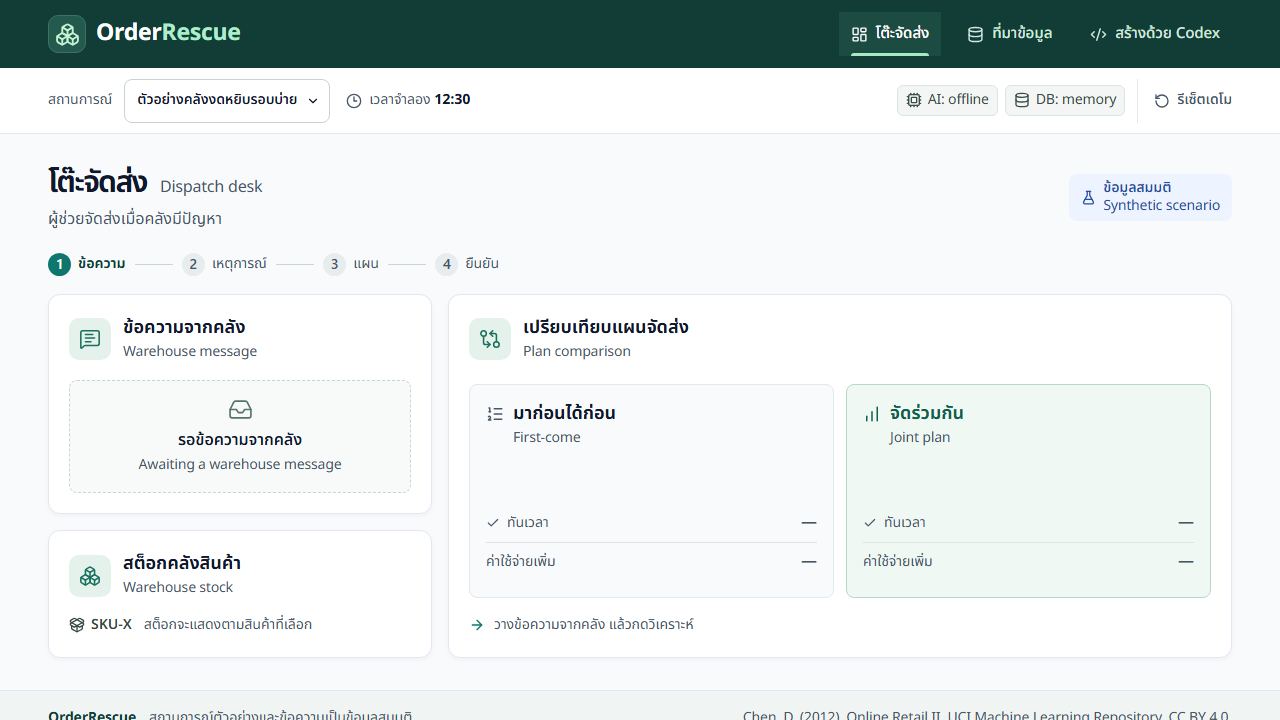 OrderRescue
โต๊ะจัดส่ง
ที่มาข้อมูล
สร้างด้วย Codex
สถานการณ์
ตัวอย่างคลังงดหยิบรอบบ่าย
เวลาจำลอง 12:30
AI: offline
DB: memory
รีเซ็ตเดโม
โต๊ะจัดส่ง Dispatch desk
ผู้ช่วยจัดส่งเมื่อคลังมีปัญหา
ข้อมูลสมมติ
Synthetic scenario
1 ข้อความ
2 เหตุการณ์
3 แผน
4 ยืนยัน
ข้อความจากคลัง
Warehouse message
รอข้อความจากคลัง
Awaiting a warehouse message
สต็อกคลังสินค้า
Warehouse stock
SKU-X สต็อกจะแสดงตามสินค้าที่เลือก
เปรียบเทียบแผนจัดส่ง
Plan comparison
มาก่อนได้ก่อน
First-come
ทันเวลา —
ค่าใช้จ่ายเพิ่ม —
จัดร่วมกัน
Joint plan
ทันเวลา —
ค่าใช้จ่ายเพิ่ม —
วางข้อความจากคลัง แล้วกดวิเคราะห์
OrderRescue สถานการณ์ตัวอย่างและข้อความเป็นข้อมูลสมมติ
Chen, D. (2012). Online Retail II. UCI Machine Learning Repository. CC BY 4.0